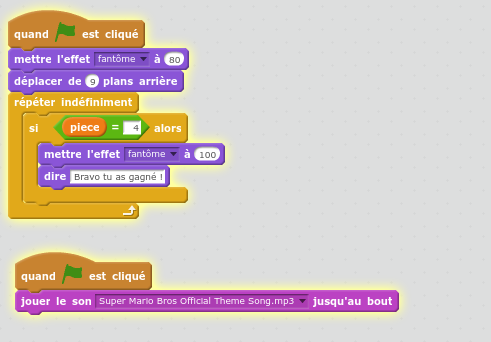 quand est cliqué
mettre l'effet fantôme à 80
déplacer de 9 plans arrière
répéter indéfiniment
si piece = 4 alors
mettre l'effet fantôme à 100
dire Bravo tu as gagné !
quand est cliqué
jouer le son Super Mario Bros Official Theme Song.mp3 jusqu'au bout